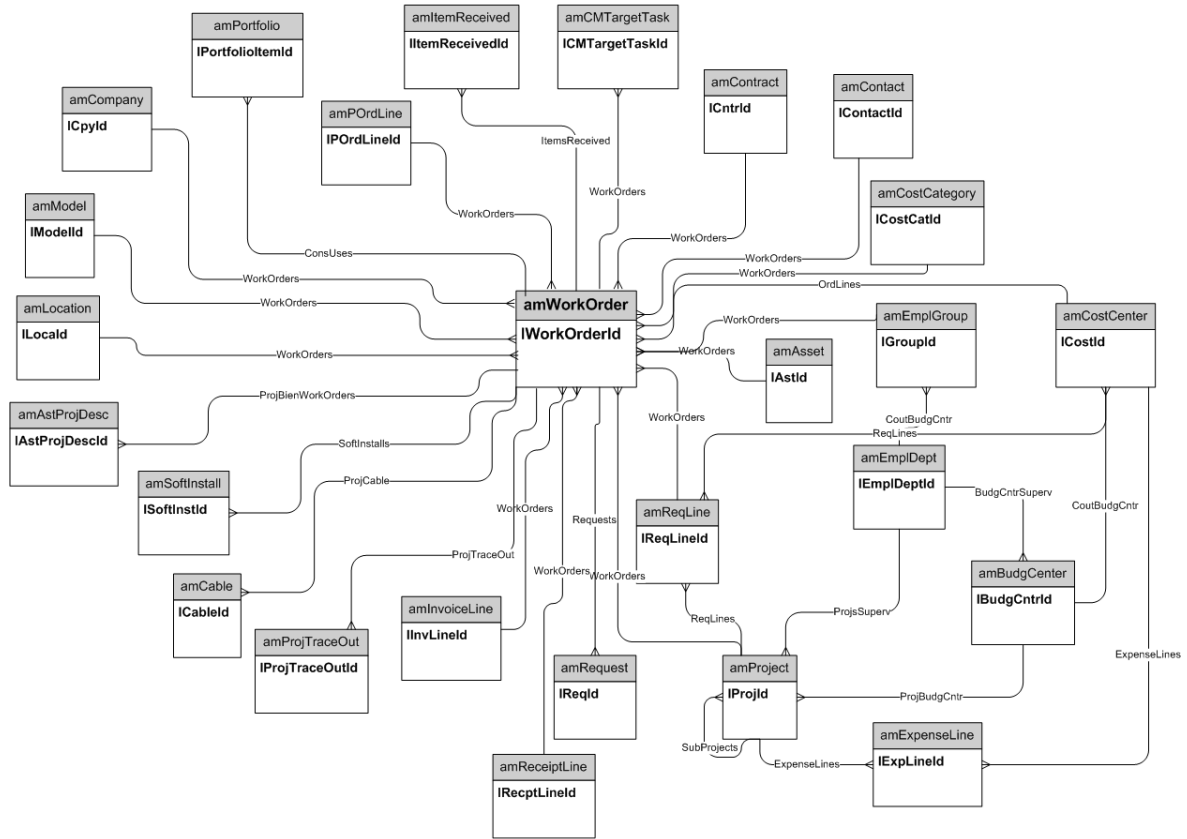 amPortfolio
lPortfolioItemId
amItemReceived
lItemReceivedId
amCMTargetTask
lCMTargetTaskId
amCompany
lCpyId
amPOrdLine
lPOrdLineId
amContract
lCntrId
amContact
lContactId
ItemsReceived
WorkOrders
amModel
lModelId
WorkOrders
amCostCategory
lCostCatId
ConsUses
WorkOrders
WorkOrders
WorkOrders
WorkOrders
OrdLines
amLocation
lLocaId
WorkOrders
amWorkOrder
lWorkOrderId
WorkOrders
amEmplGroup
lGroupId
amCostCenter
lCostId
WorkOrders
WorkOrders
amAsset
lAstId
ProjBienWorkOrders
amAstProjDesc
lAstProjDescId
WorkOrders
CoutBudgCntr
ReqLines
SoftInstalls
amEmplDept
lEmplDeptId
amSoftInstall
lSoftInstId
ProjCable
BudgCntrSuperv
WorkOrders
Requests
amReqLine
lReqLineId
CoutBudgCntr
ProjTraceOut
WorkOrders
WorkOrders
amBudgCenter
lBudgCntrId
amCable
lCableId
amInvoiceLine
lInvLineId
ReqLines
ProjsSuperv
amProjTraceOut
lProjTraceOutId
amRequest
lReqId
amProject
lProjId
ExpenseLines
ProjBudgCntr
SubProjects
amExpenseLine
lExpLineId
ExpenseLines
amReceiptLine
lRecptLineId